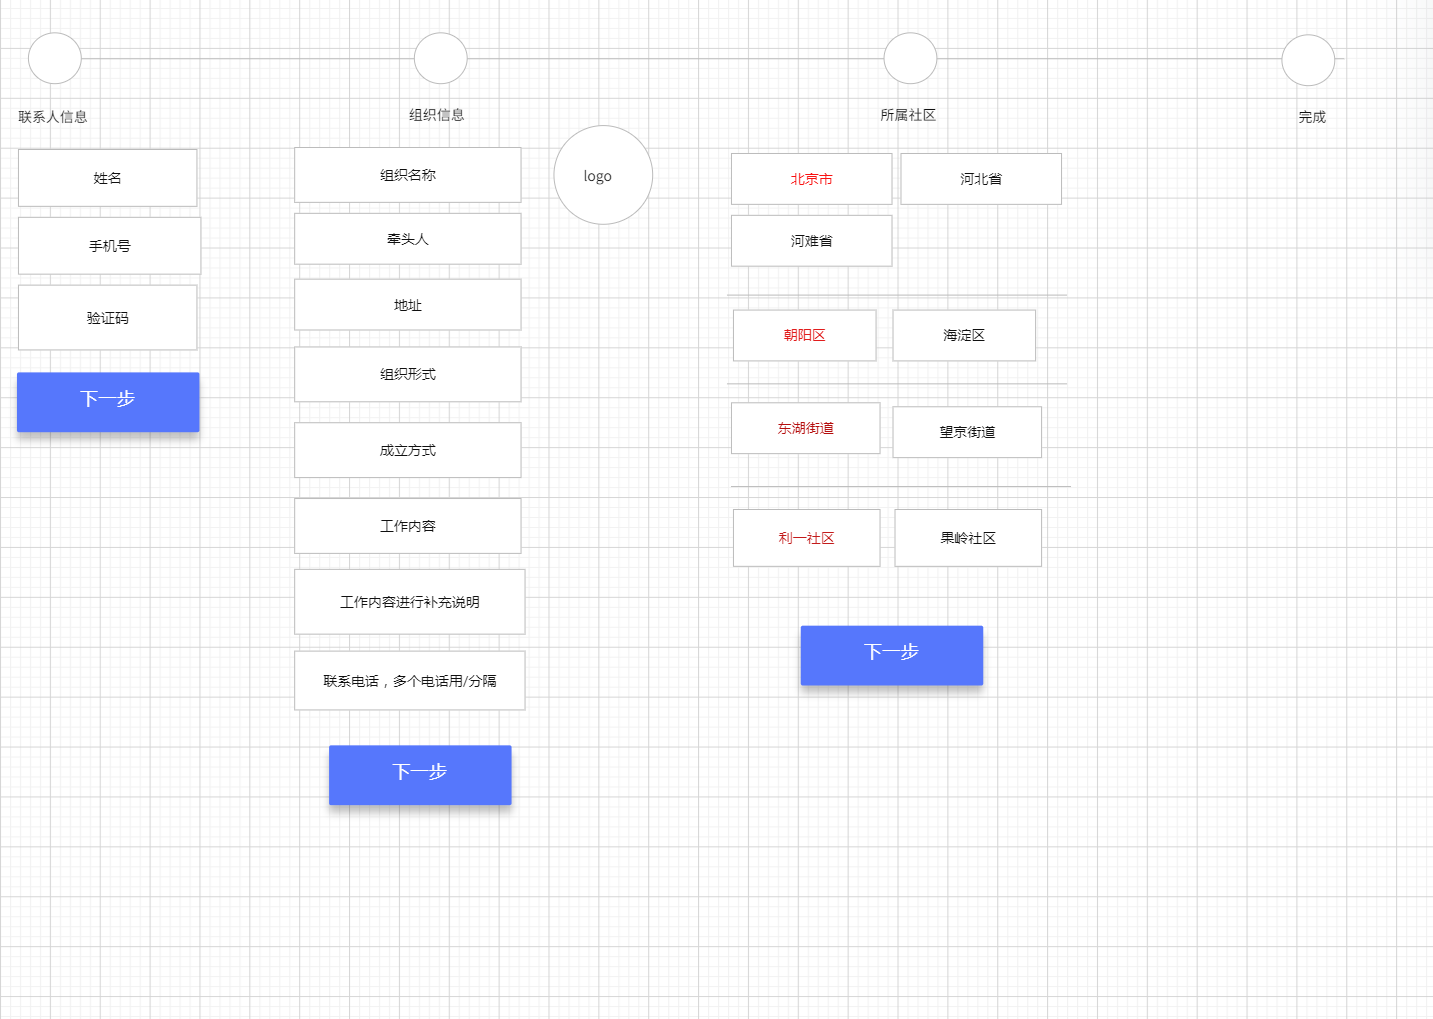 联系人信息
组织信息
所属社区
完成
姓名
手机号
验证码
下一步
组织名称
logo
牵头人
地址
组织形式
成立方式
工作内容
工作内容进行补充说明
联系电话，多个电话用/分隔
下一步
北京市
河北省
河难省
朝阳区
海淀区
东湖街道
望京街道
利一社区
果岭社区
下一步